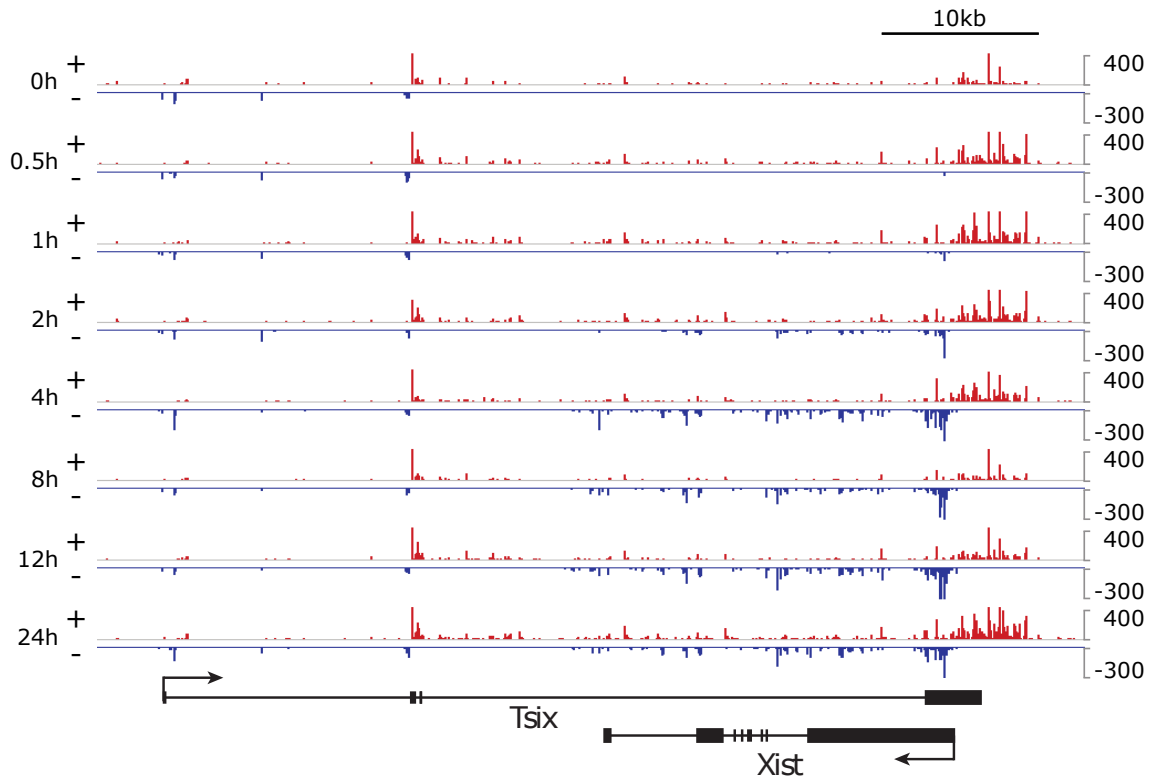 10kb
0h + 400
- -300
0.5h + 400
- -300
1h + 400
- -300
2h + 400
- -300
4h + 400
- -300
8h + 400
- -300
12h + 400
- -300
24h + 400
- -300
Tsix
Xist